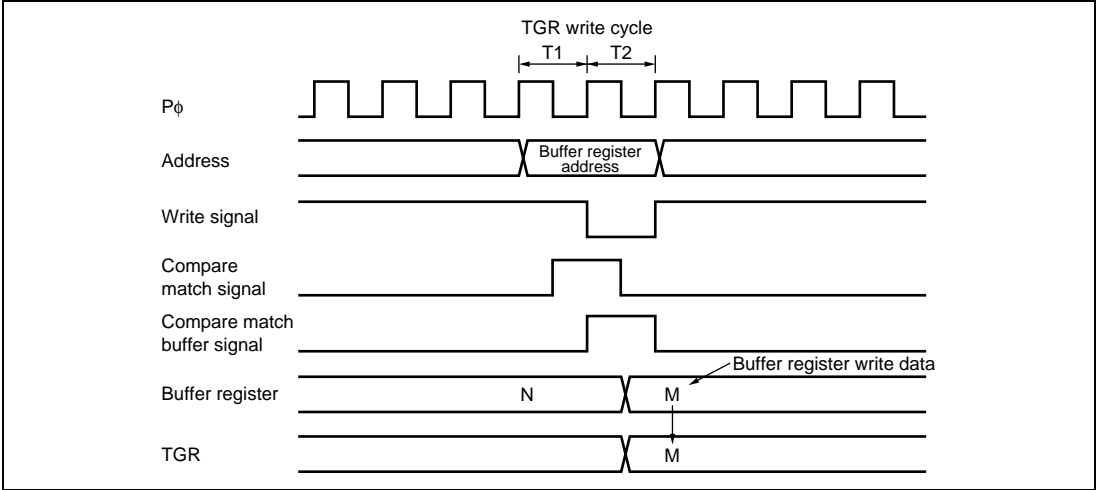 TGR write cycle
T1 T2
Pϕ
Address
Buffer register
address
Write signal
Compare
match signal
Compare match
buffer signal
Buffer register write data
Buffer register
N M
TGR
M